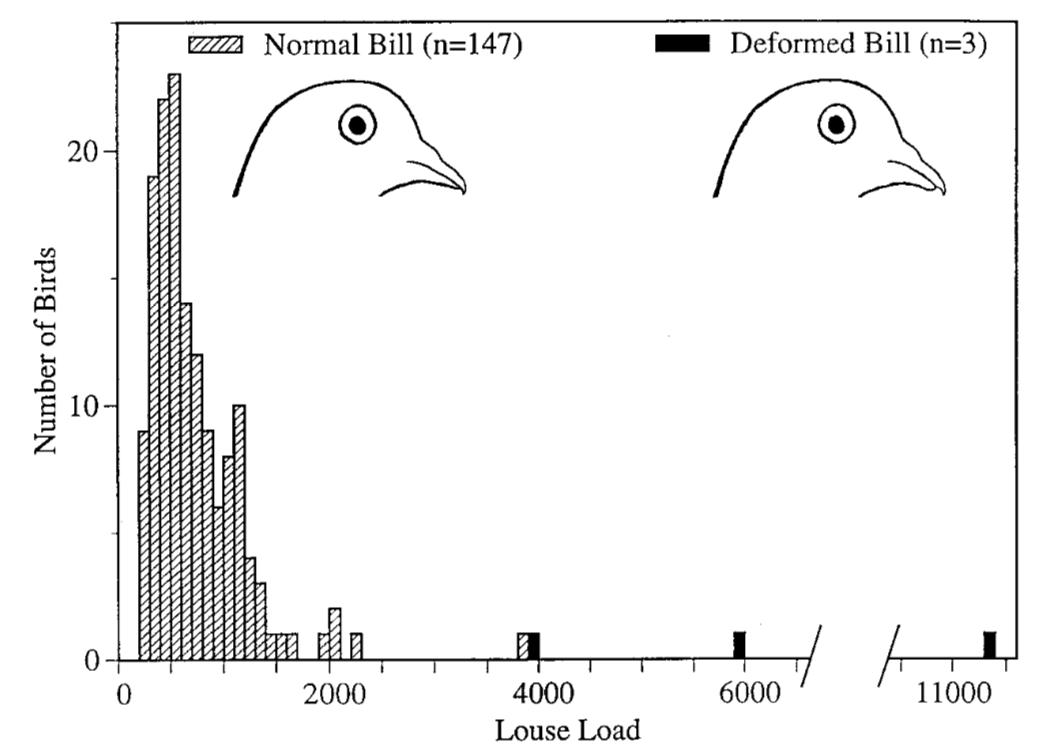 Normal Bill (n=147)
Deformed Bill (n=3)
20
10
0
Number of Birds
0 2000 4000 6000 11000
Louse Load